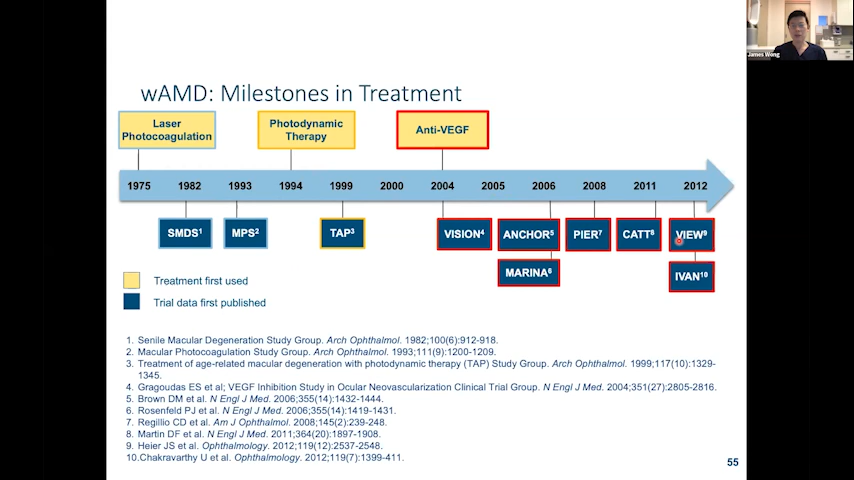 James Wong
wAMD: Milestones in Treatment
Laser
Photocoagulation
Photodynamic
Therapy
Anti-VEGF
1975 1982 1993 1994 1999 2000 2004 2005 2006 2008 2011 2012
SMDS1 MPS2 TAP3 VISION4 ANCHOR5 PIER7 CATT8 VIEW9
MARINA6 IVAN10
Treatment first used
Trial data first published
1. Senile Macular Degeneration Study Group. Arch Ophthalmol. 1982;100(6):912-918.
2. Macular Photocoagulation Study Group. Arch Ophthalmol. 1993;111(9):1200-1209.
3. Treatment of age-related macular degeneration with photodynamic therapy (TAP) Study Group. Arch Ophthalmol. 1999;117(10):1329-
1345.
4. Gragoudas ES et al; VEGF Inhibition Study in Ocular Neovascularization Clinical Trial Group. N Engl J Med. 2004;351(27):2805-2816.
5. Brown DM et al. N Engl J Med. 2006;355(14):1432-1444.
6. Rosenfeld PJ et al. N Engl J Med. 2006;355(14):1419-1431.
7. Regillio CD et al. Am J Ophthalmol. 2008;145(2):239-248.
8. Martin DF et al. N Engl J Med. 2011;364(20):1897-1908.
9. Heier JS et al. Ophthalmology. 2012;119(12):2537-2548.
10.Chakravarthy U et al. Ophthalmology. 2012;119(7):1399-411.
55